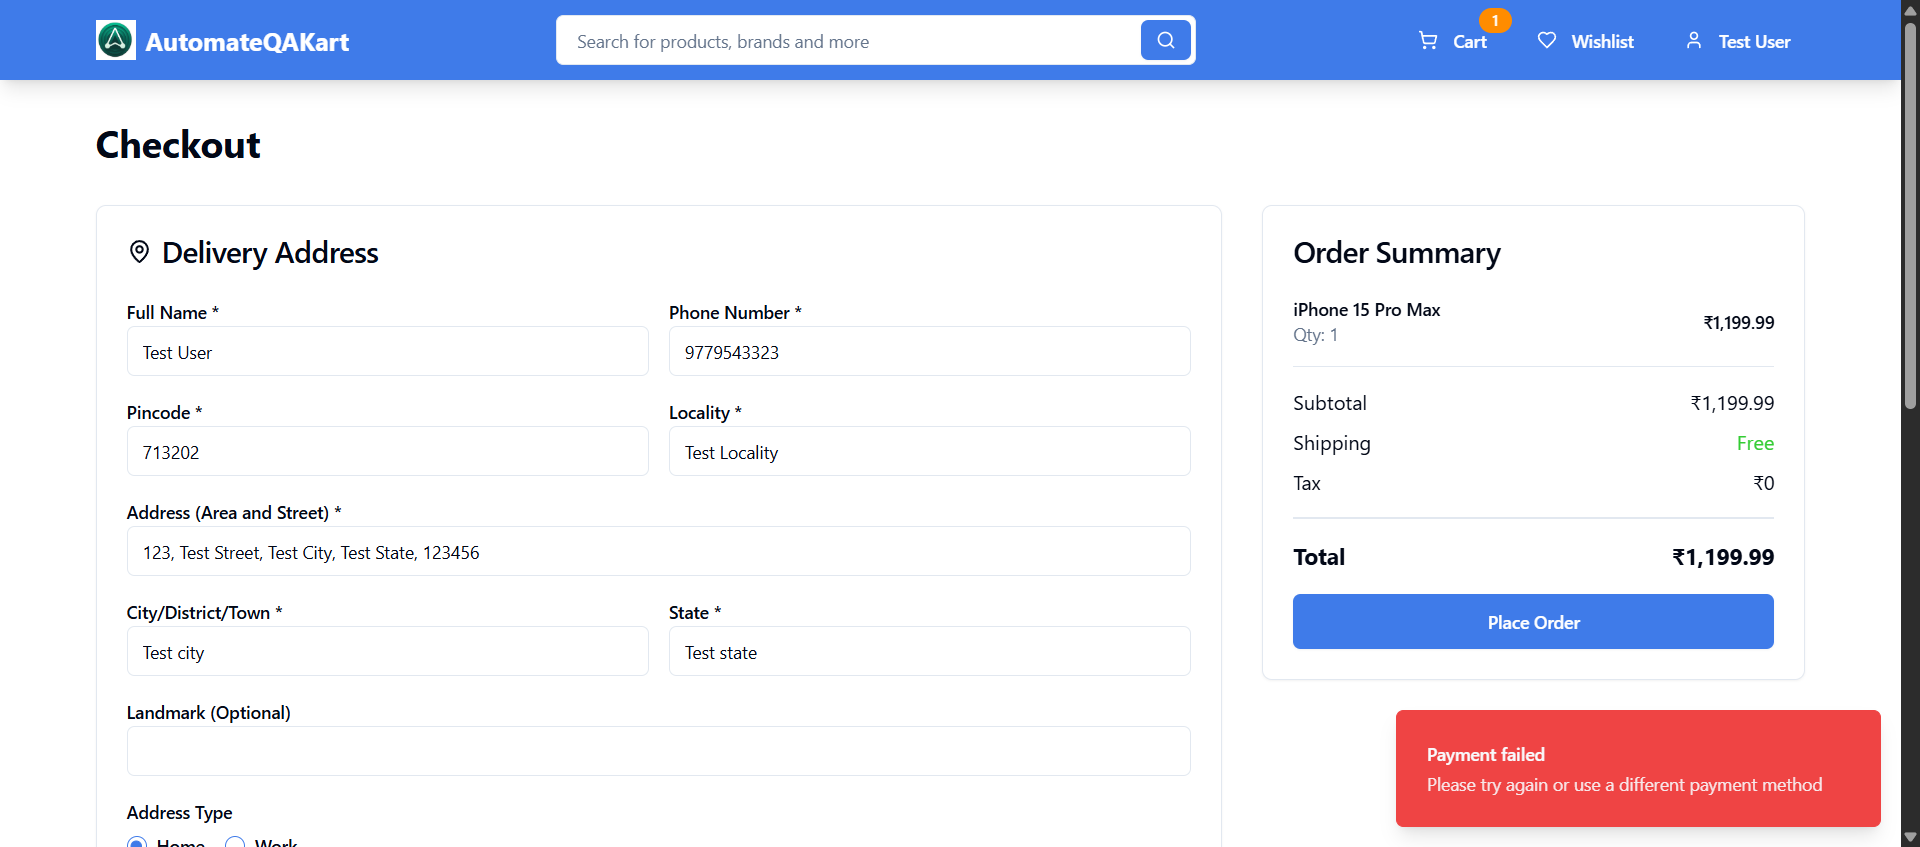 AutomateQAKart
Search for products, brands and more
1
Cart
Wishlist
Test User
Checkout
Delivery Address
Full Name *
Phone Number *
Test User
9779543323
Pincode *
Locality *
713202
Test Locality
Address (Area and Street) *
123, Test Street, Test City, Test State, 123456
City/District/Town *
State *
Test city
Test state
Landmark (Optional)
Address Type
Home
Work
Order Summary
iPhone 15 Pro Max
₹1,199.99
Qty: 1
Subtotal
₹1,199.99
Shipping
Free
Tax
₹0
Total
₹1,199.99
Place Order
Payment failed
Please try again or use a different payment method